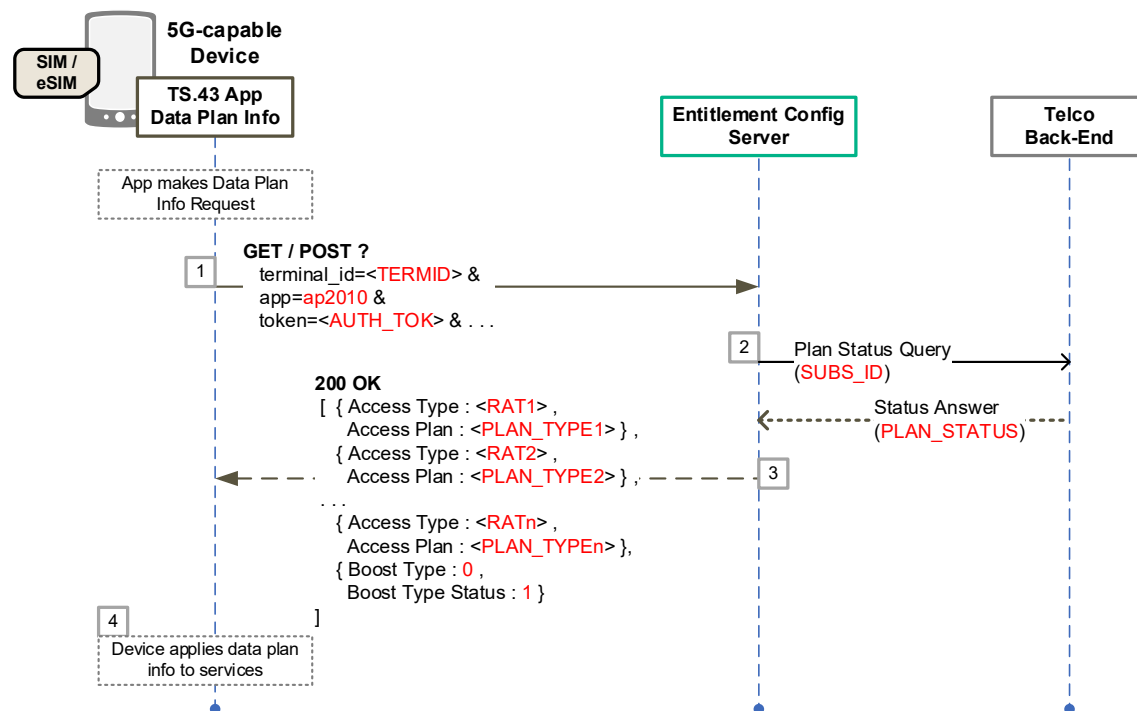 5G-capable
Device
SIM /
eSIM
TS.43 App
Data Plan Info
Entitlement Config
Server
Telco
Back-End
App makes Data Plan
Info Request
1
GET / POST ?
terminal_id=<TERMID> &
app=ap2010 &
token=<AUTH_TOK> & . . .
2
Plan Status Query
(SUBS_ID)
Status Answer
(PLAN_STATUS)
3
200 OK
[ { Access Type : <RAT1> ,
Access Plan : <PLAN_TYPE1> } ,
{ Access Type : <RAT2> ,
Access Plan : <PLAN_TYPE2> } ,
. . .
{ Access Type : <RATn> ,
Access Plan : <PLAN_TYPEn> },
{ Boost Type : 0 ,
Boost Type Status : 1 }
]
4
Device applies data plan
info to services